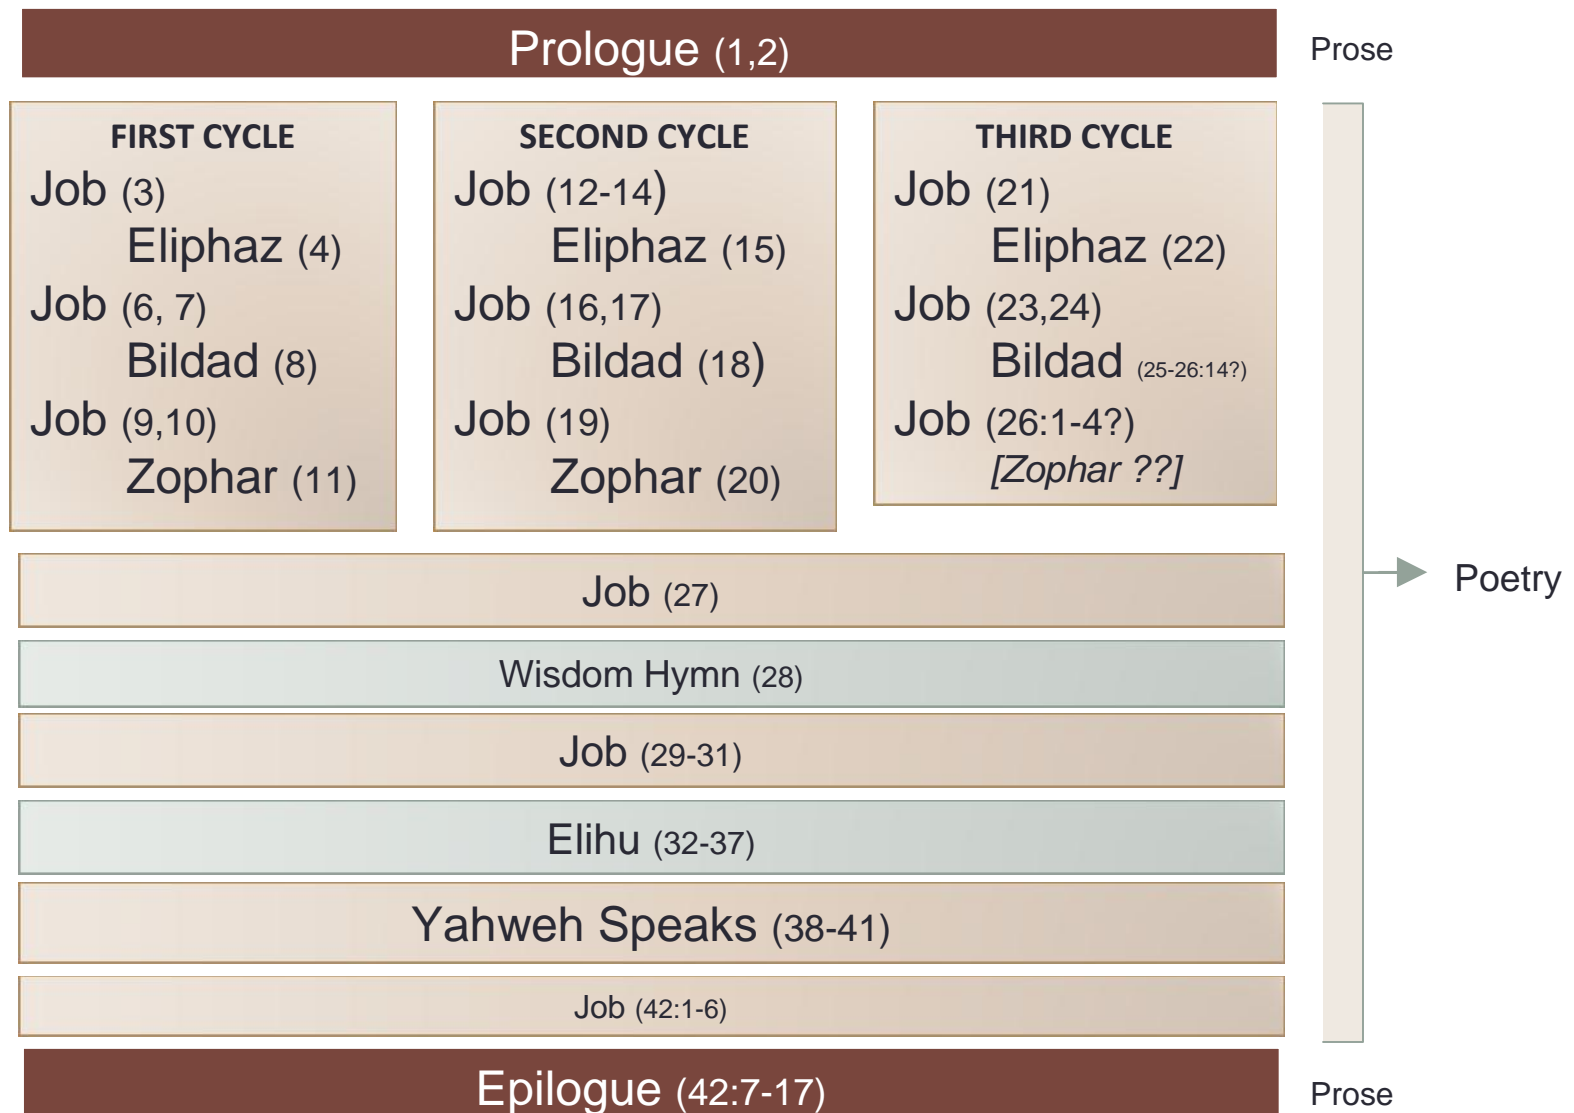 Prologue (1,2)
Prose
FIRST CYCLE
Job (3)
Eliphaz (4)
Job (6, 7)
Bildad (8)
Job (9,10)
Zophar (11)
SECOND CYCLE
Job (12-14)
Eliphaz (15)
Job (16,17)
Bildad (18)
Job (19)
Zophar (20)
THIRD CYCLE
Job (21)
Eliphaz (22)
Job (23,24)
Bildad (25-26:14?)
Job (26:1-4?)
[Zophar ??]
Poetry
Job (27)
Wisdom Hymn (28)
Job (29-31)
Elihu (32-37)
Yahweh Speaks (38-41)
Job (42:1-6)
Epilogue (42:7-17)
Prose